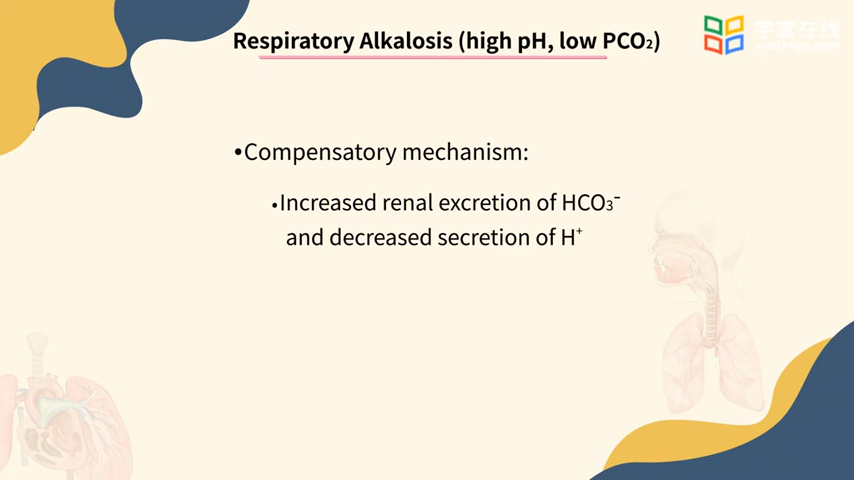 Respiratory Alkalosis (high pH, low PCO₂)
学堂在线
•Compensatory mechanism:
•Increased renal excretion of HCO₃⁻
and decreased secretion of H⁺